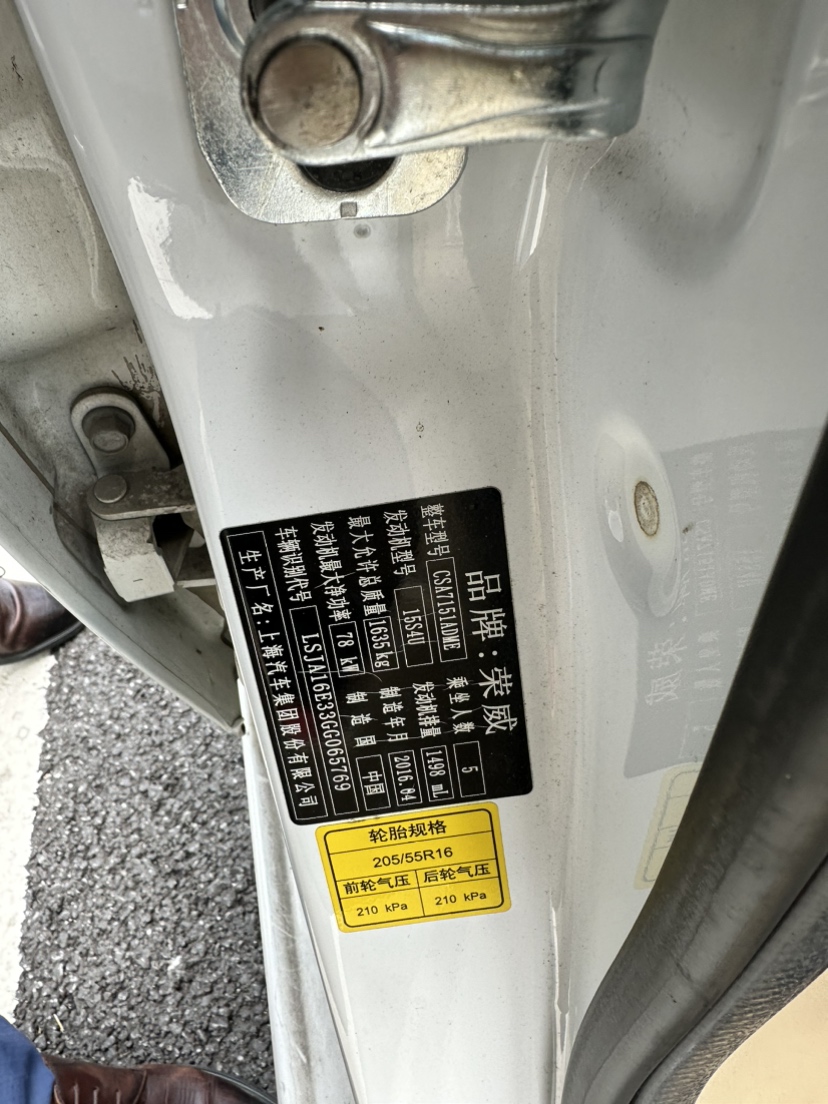 品牌:荣威
整车型号 CSA7151ADME 乘坐人数 5
发动机型号 15S4U 发动机排量 1498 mL
最大允许总质量 1635 kg 制造年月 2016.04
发动机最大净功率 78 kW 制造国 中国
车辆识别代号 LSJA16E33GG065769
生产厂名:上海汽车集团股份有限公司
轮胎规格
205/55R16
前轮气压 后轮气压
210 kPa 210 kPa